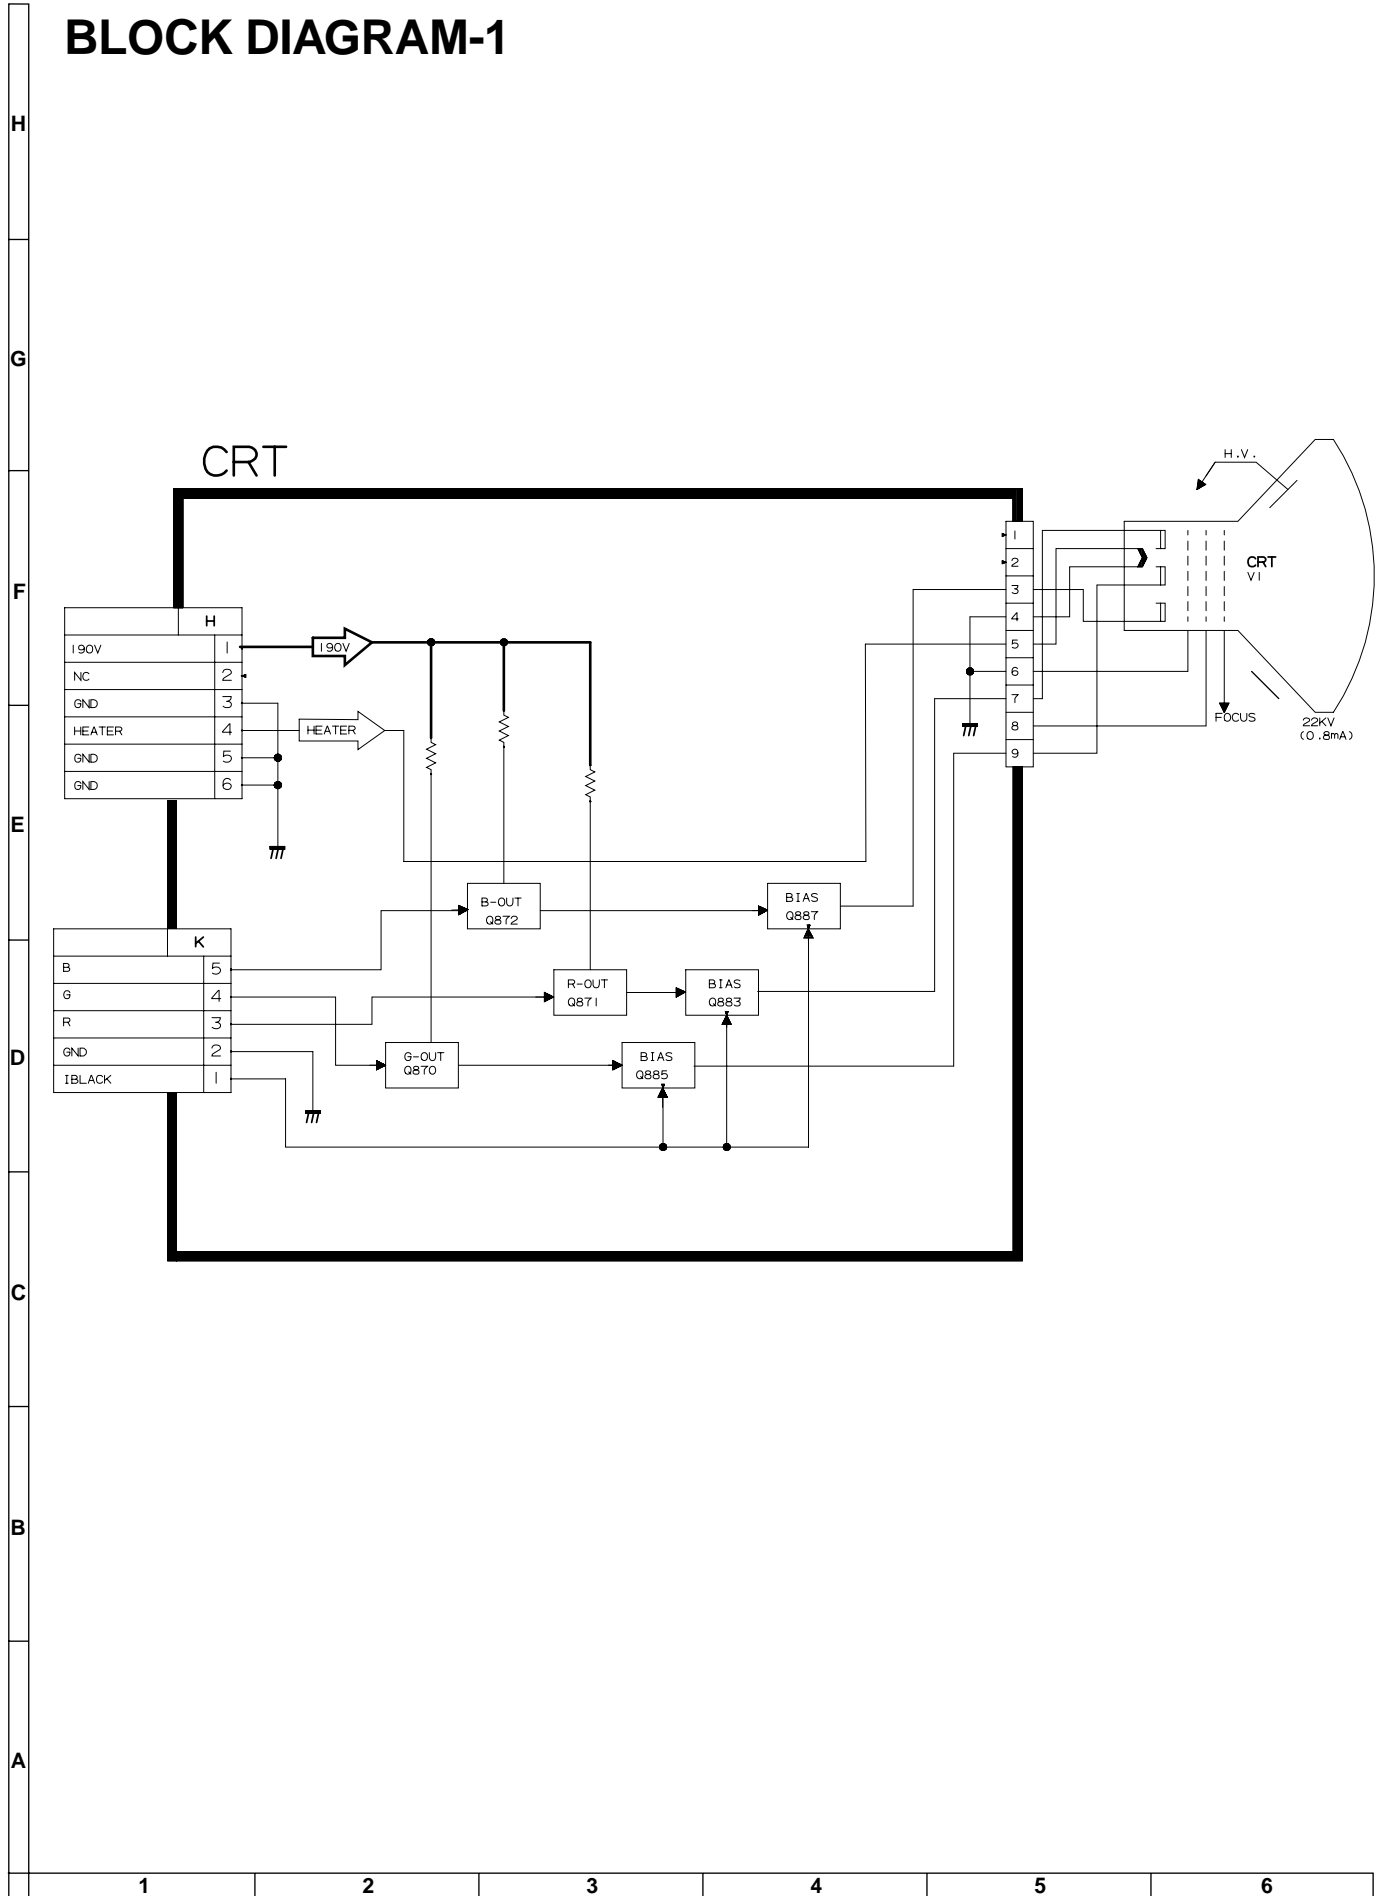 BLOCK DIAGRAM-1
H
G
F
E
D
C
B
A
CRT
H.V.
CRT
V1
FOCUS
22KV
(0.8mA)
1
2
3
4
5
6
7
8
9
H
190V 1
NC 2
GND 3
HEATER 4
GND 5
GND 6
190V
HEATER
B-OUT
Q872
BIAS
Q887
R-OUT
Q871
BIAS
Q883
G-OUT
Q870
BIAS
Q885
K
B 5
G 4
R 3
GND 2
IBLACK 1
1 2 3 4 5 6